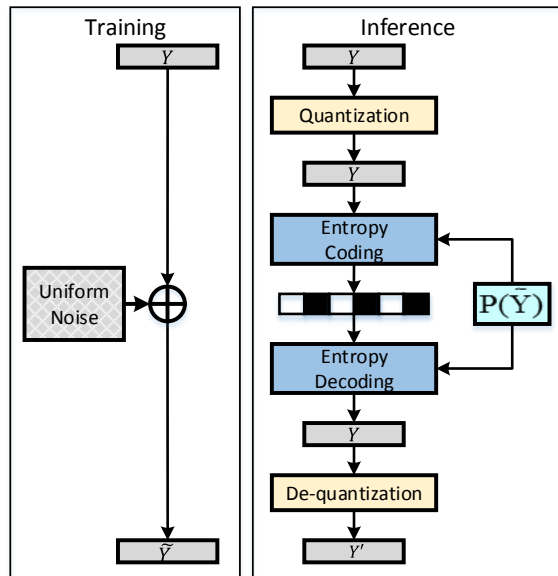 Training
Y
Uniform
Noise
Ỹ
Inference
Y
Quantization
Y
Entropy
Coding
P(Ȳ)
Entropy
Decoding
Y
De-quantization
Y'